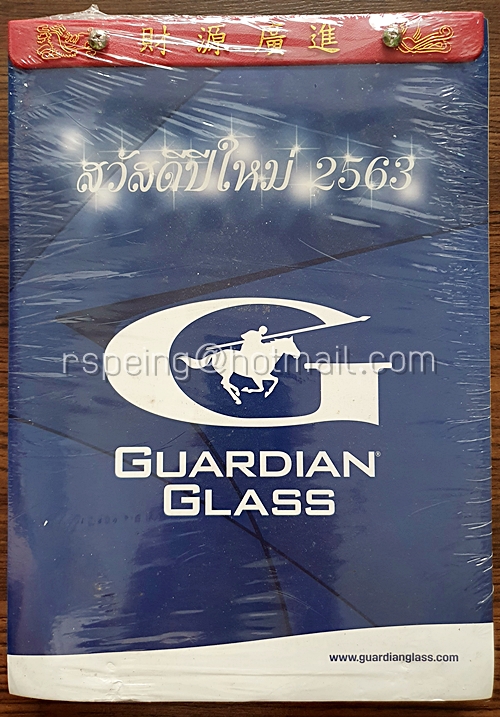 財源廣進
สวัสดีปีใหม่ 2563
rspeing@hotmail.com
GUARDIAN®
GLASS
www.guardianglass.com